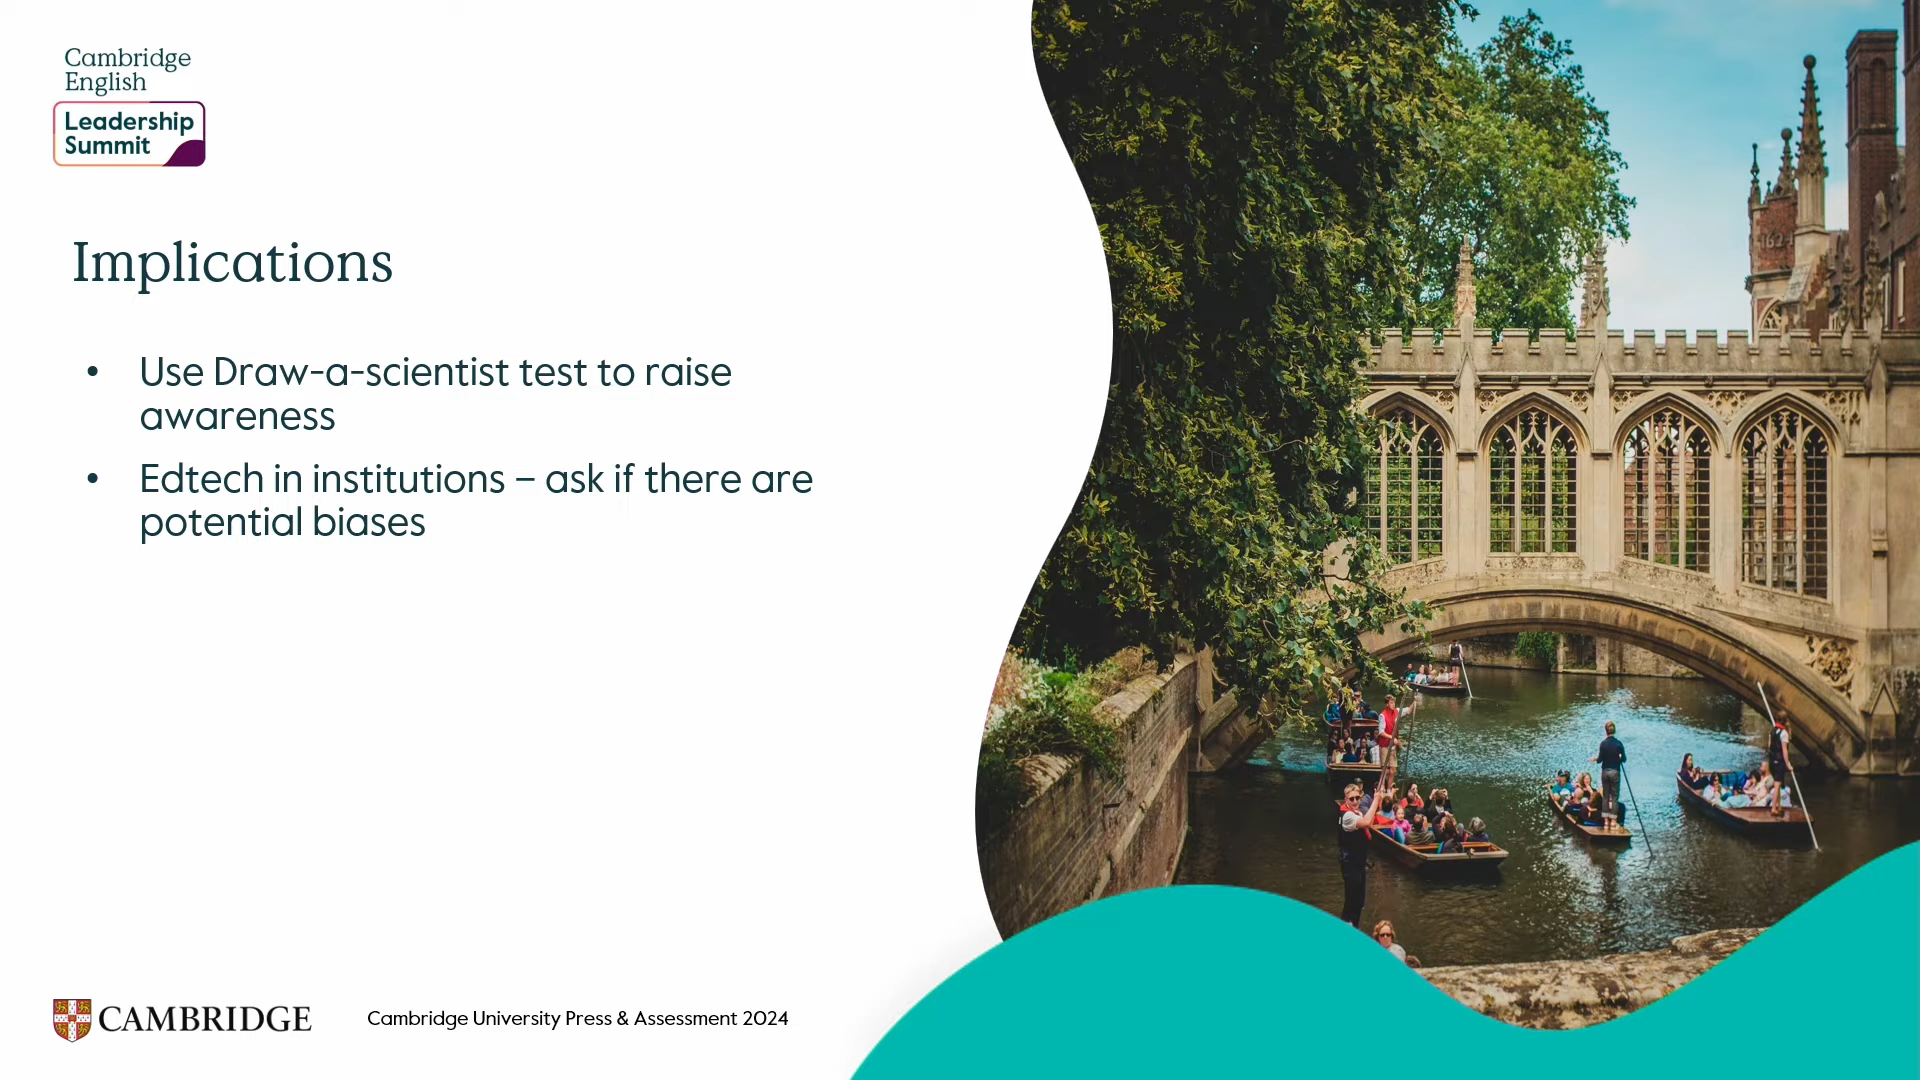 Cambridge
English
Leadership
Summit
Implications
• Use Draw-a-scientist test to raise
awareness
• Edtech in institutions – ask if there are
potential biases
CAMBRIDGE
Cambridge University Press & Assessment 2024